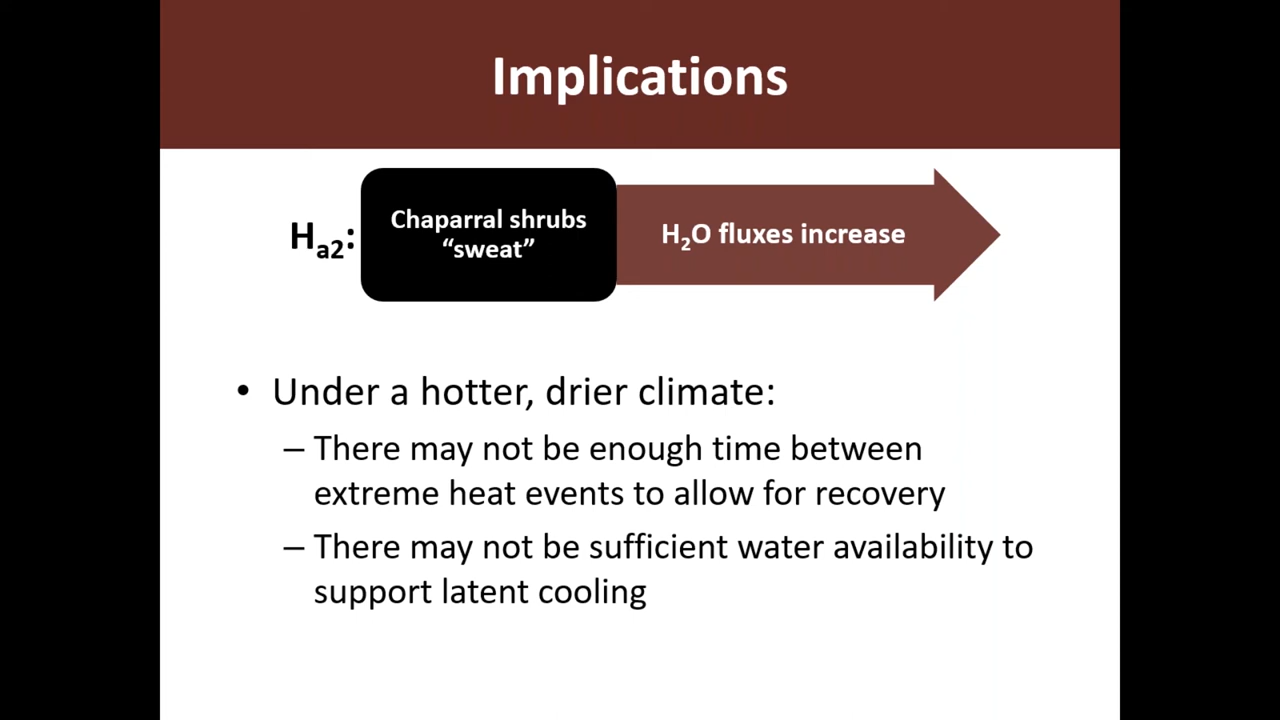 Implications
Hₐ₂:
Chaparral shrubs
“sweat”
H₂O fluxes increase
• Under a hotter, drier climate:
– There may not be enough time between
extreme heat events to allow for recovery
– There may not be sufficient water availability to
support latent cooling